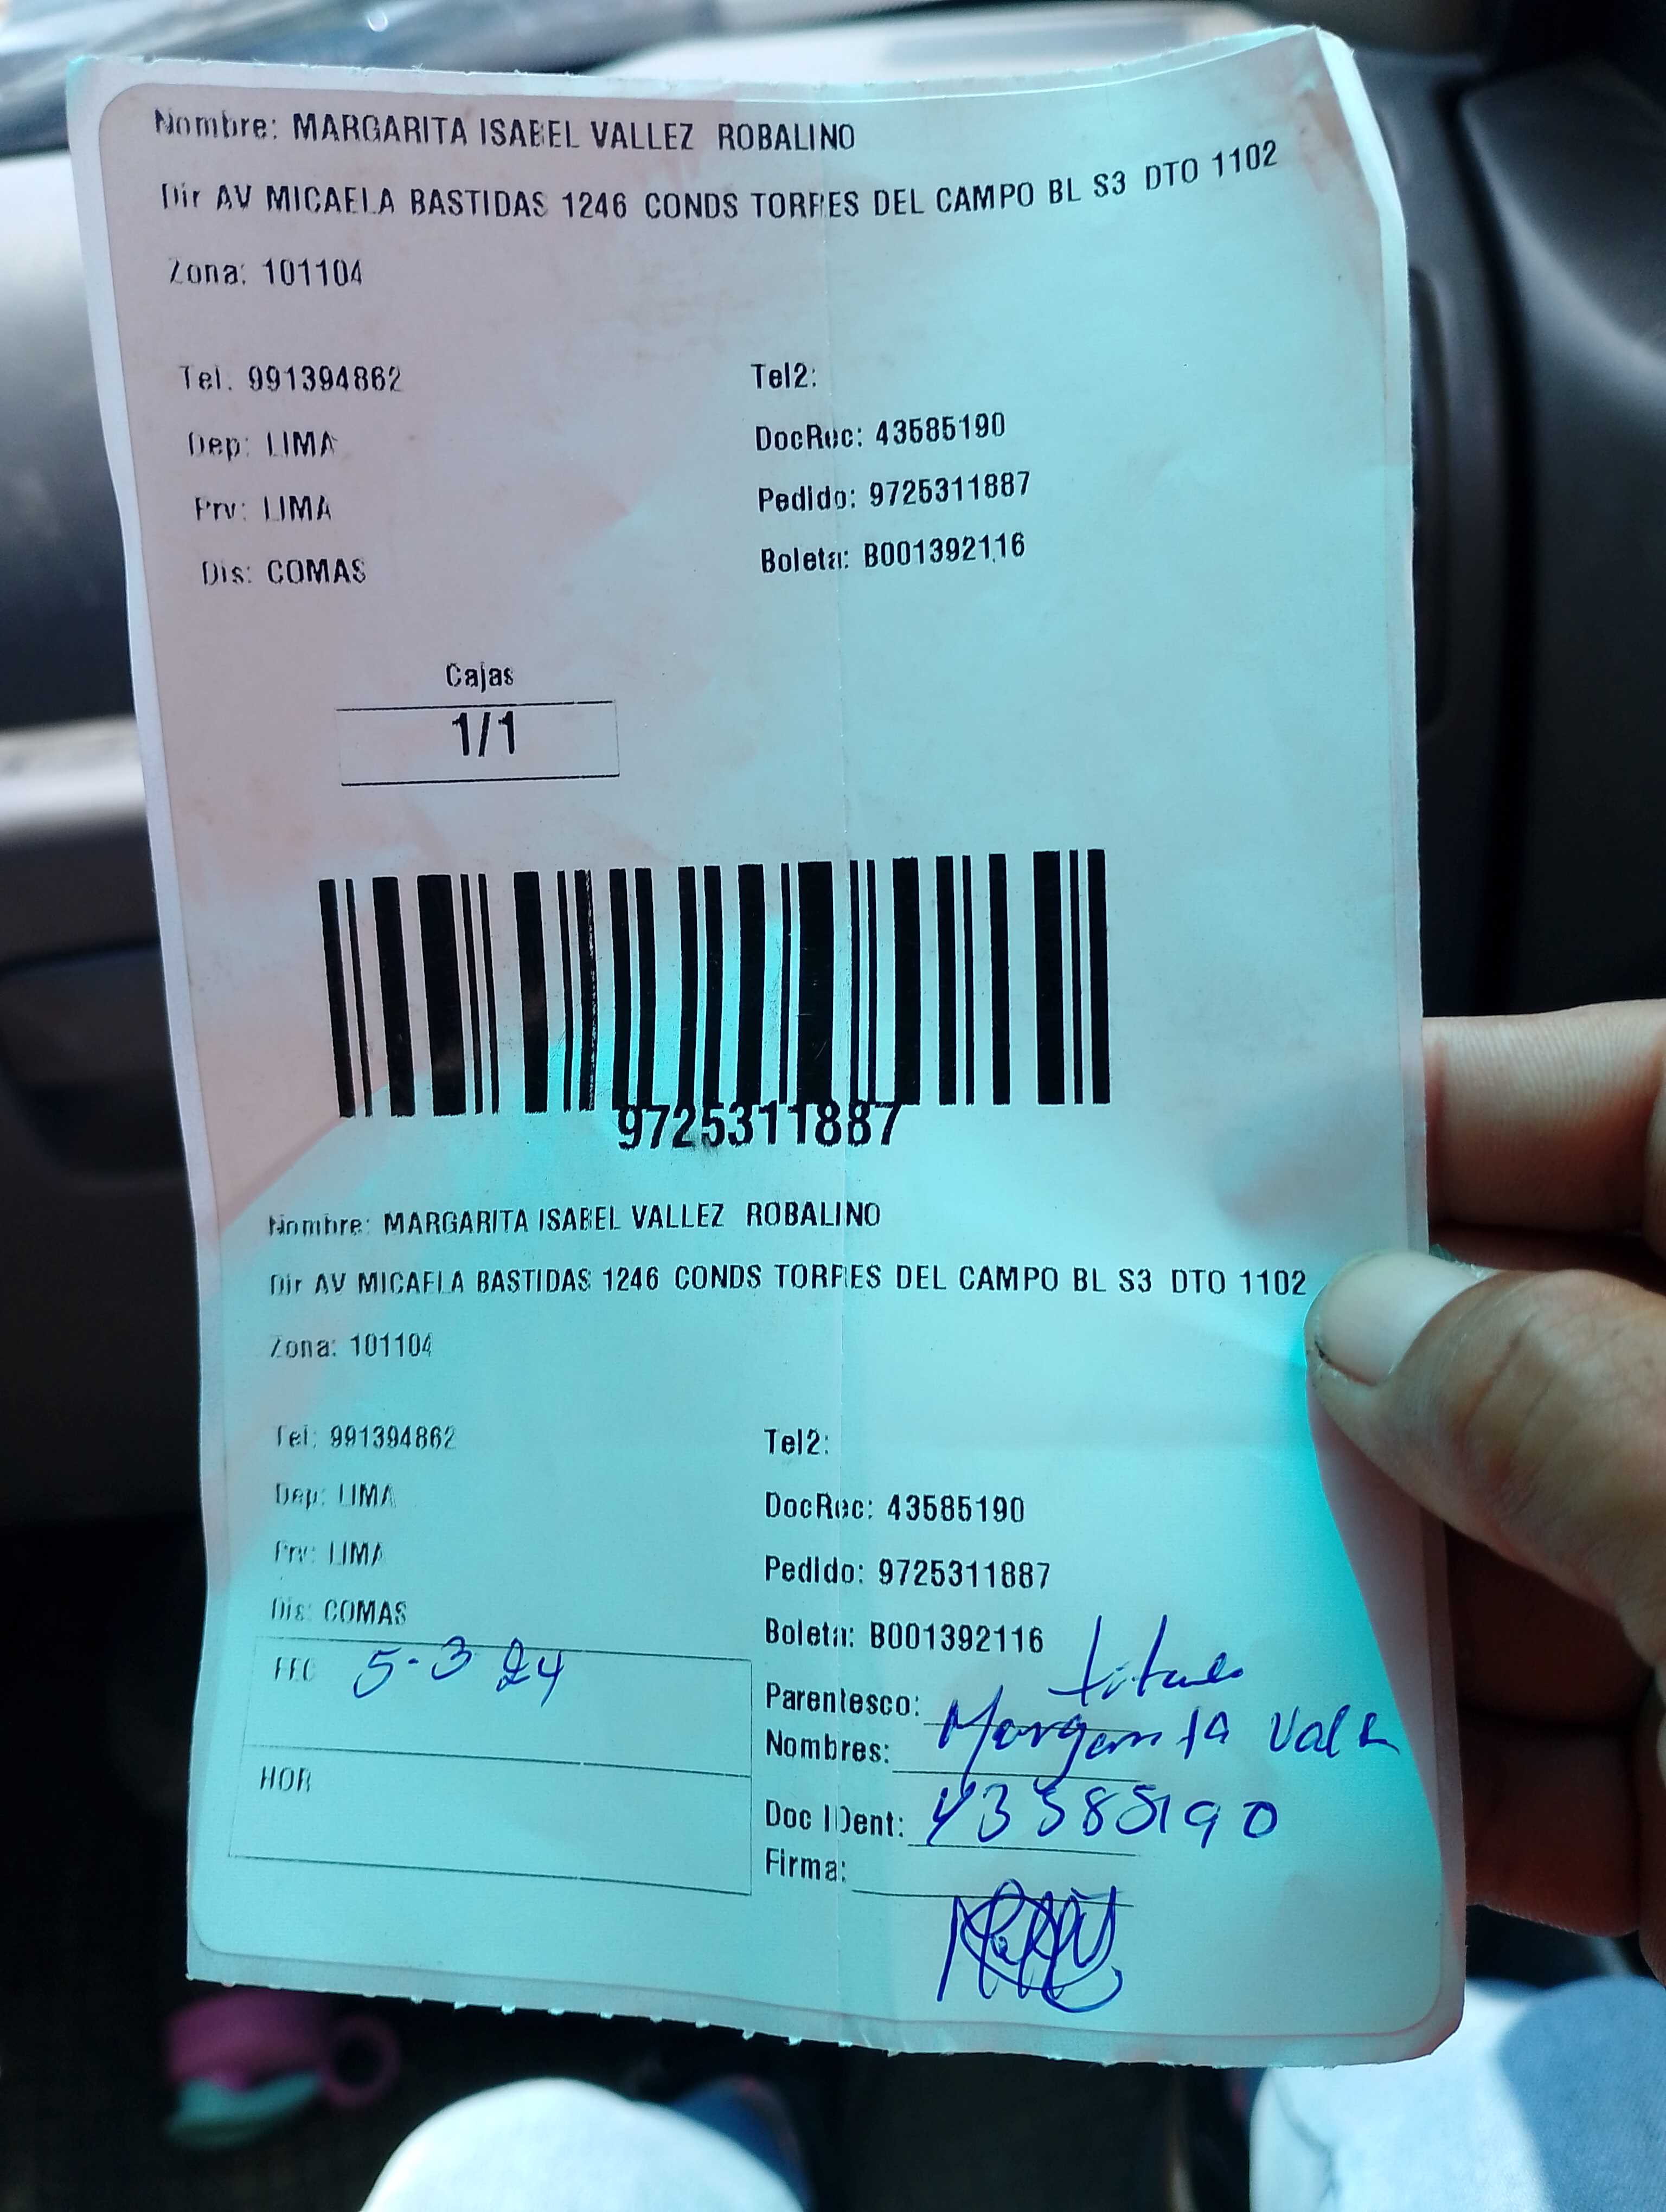 Nombre: MARGARITA ISABEL VALLEZ ROBALINO
Dir AV MICAELA BASTIDAS 1246 CONDS TORRES DEL CAMPO BL S3 DTO 1102
Zona: 101104
Tel: 991394862 Tel2:
Dep: LIMA DocRec: 43585190
Prv: LIMA Pedido: 9725311887
Dis: COMAS Boleta: B001392116
Cajas
1/1
9725311887
Nombre: MARGARITA ISABEL VALLEZ ROBALINO
Dir AV MICAELA BASTIDAS 1246 CONDS TORRES DEL CAMPO BL S3 DTO 1102
Zona: 101104
Tel: 991394862 Tel2:
Dep: LIMA DocRec: 43585190
Prv: LIMA Pedido: 9725311887
Dis: COMAS Boleta: B001392116
FEC 5-3 24 Parentesco:
Nombres: Margarita
HOR Doc IDent: 43585190
Firma: